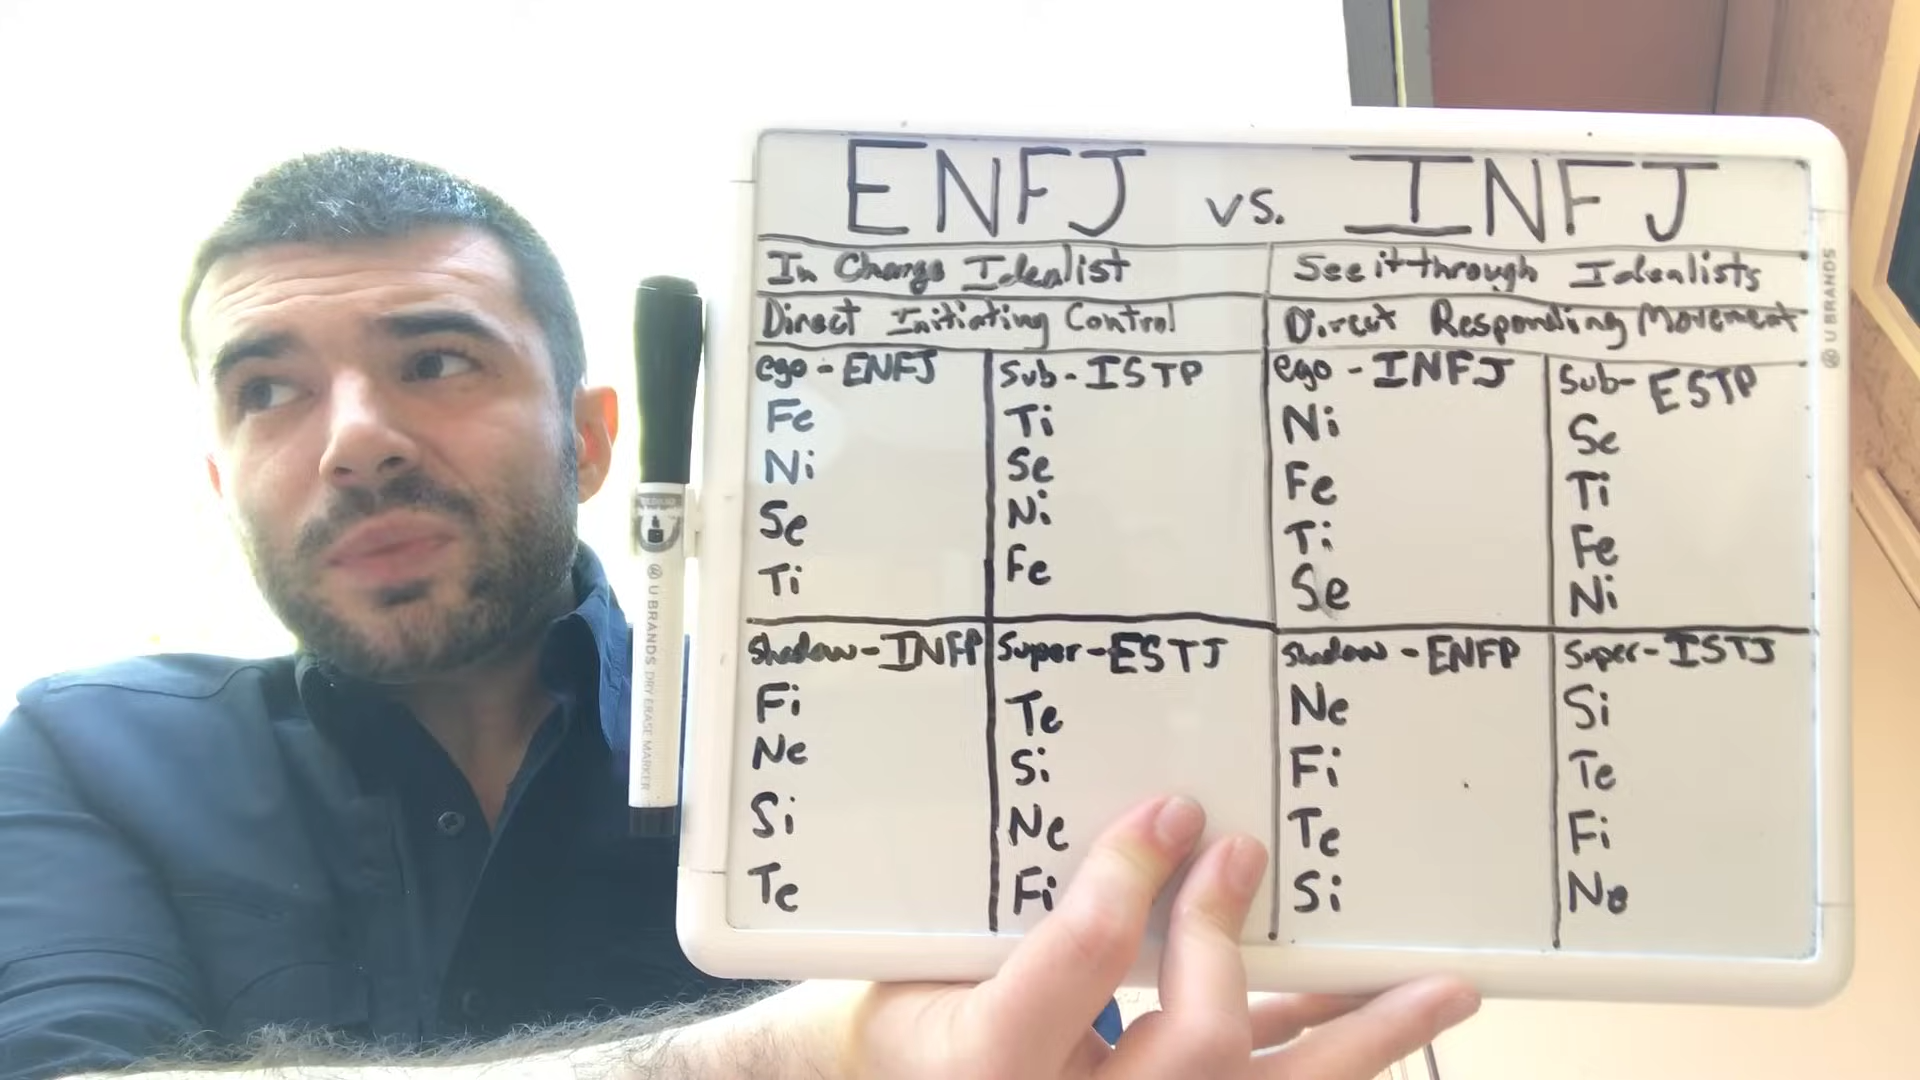 ENFJ vs. INFJ
In Charge Idealist
See it through Idealists
Direct Initiating Control
Direct Responding Movement
ego - ENFJ
Fe
Ni
Se
Ti
Sub - ISTP
Ti
Se
Ni
Fe
ego - INFJ
Ni
Fe
Ti
Se
Sub - ESTP
Se
Ti
Fe
Ni
Shadow - INFP
Fi
Ne
Si
Te
Super - ESTJ
Te
Si
Ne
Fi
Shadow - ENFP
Ne
Fi
Te
Si
Super - ISTJ
Si
Te
Fi
Ne
U BRANDS DRY ERASE MARKER
U BRANDS